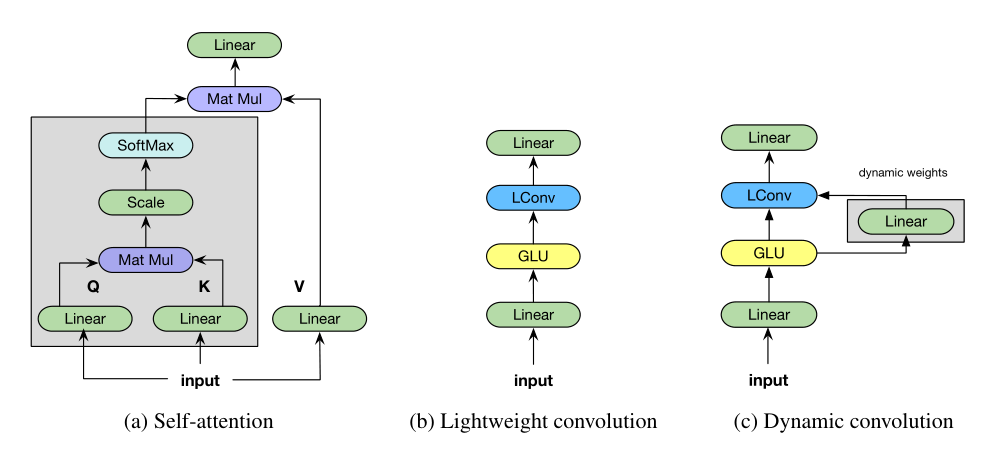 Linear
Mat Mul
SoftMax
Scale
Mat Mul
Q
K
V
Linear
Linear
Linear
input
(a) Self-attention
Linear
LConv
GLU
Linear
input
(b) Lightweight convolution
Linear
dynamic weights
LConv
Linear
GLU
Linear
input
(c) Dynamic convolution